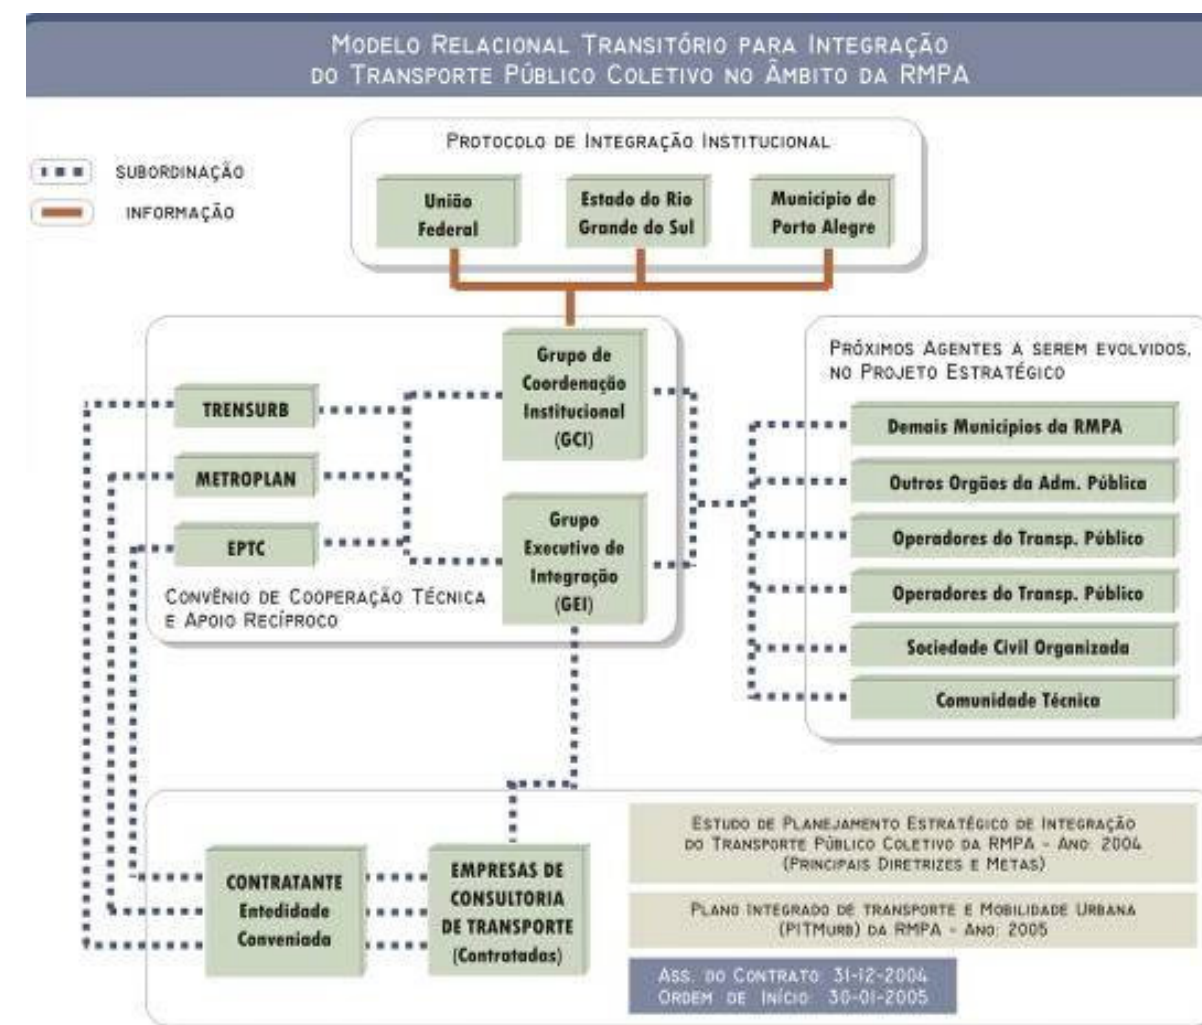 Modelo Relacional Transitório para Integração
do Transporte Público Coletivo no Âmbito da RMPA
Protocolo de Integração Institucional
subordinação
informação
União
Federal
Estado do Rio
Grande do Sul
Município de
Porto Alegre
Grupo de
Coordenação
Institucional
(GCI)
TRENSURB
METROPLAN
EPTC
Grupo
Executivo de
Integração
(GEI)
Convênio de Cooperação Técnica
e Apoio Recíproco
Próximos Agentes a serem evolvidos,
no Projeto Estratégico
Demais Municípios da RMPA
Outros Orgãos da Adm. Pública
Operadores do Transp. Público
Operadores do Transp. Público
Sociedade Civil Organizada
Comunidade Técnica
CONTRATANTE
Entedidade
Conveniada
EMPRESAS DE
CONSULTORIA
DE TRANSPORTE
(Contratadas)
Estudo de Planejamento Estratégico de Integração
do Transporte Público Coletivo da RMPA - Ano: 2004
(Principais Diretrizes e Metas)
Plano Integrado de transporte e Mobilidade Urbana
(PITMurb) da RMPA - Ano: 2005
Ass. do Contrato: 31-12-2004
Ordem de Início: 30-01-2005